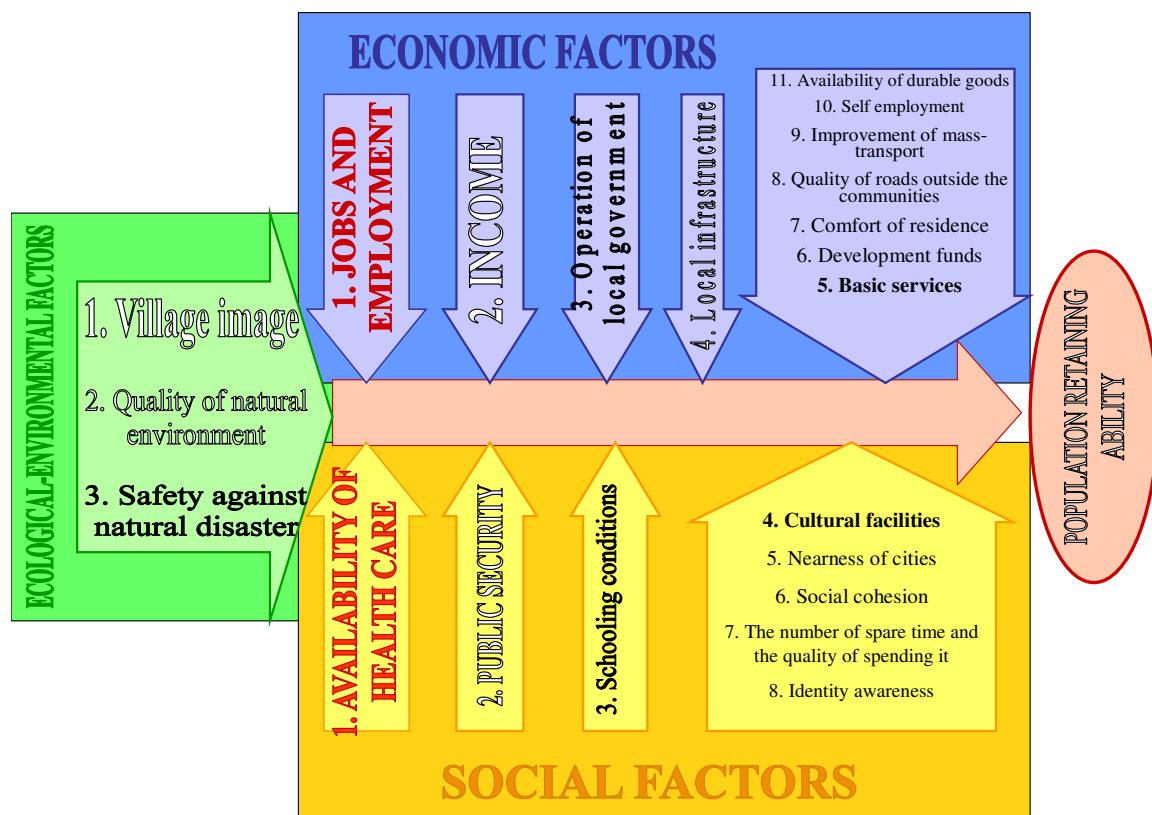 ECONOMIC FACTORS
1. JOBS AND
EMPLOYMENT
2. INCOME
3. Operation of
local government
4. Local infrastructure
11. Availability of durable goods
10. Self employment
9. Improvement of mass-
transport
8. Quality of roads outside the
communities
7. Comfort of residence
6. Development funds
5. Basic services
ECOLOGICAL-ENVIRONMENTAL FACTORS
1. Village image
2. Quality of natural
environment
3. Safety against
natural disaster
POPULATION RETAINING
ABILITY
1. AVAILABILITY OF
HEALTH CARE
2. PUBLIC SECURITY
3. Schooling conditions
4. Cultural facilities
5. Nearness of cities
6. Social cohesion
7. The number of spare time and
the quality of spending it
8. Identity awareness
SOCIAL FACTORS